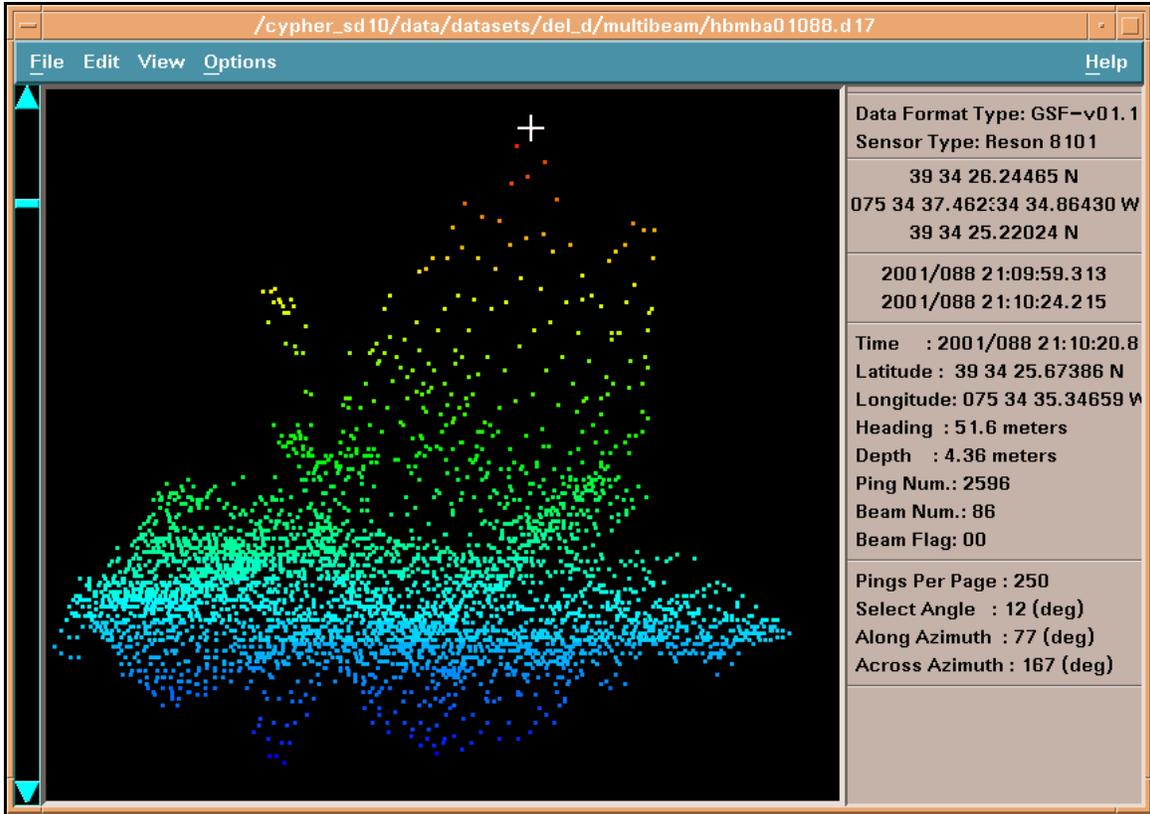 /cypher_sd10/data/datasets/del_d/multibeam/hbmba01088.d17
File Edit View Options Help
Data Format Type: GSF-v01.1
Sensor Type: Reson 8101
39 34 26.24465 N
075 34 37.462 34 34.86430 W
39 34 25.22024 N
2001/088 21:09:59.313
2001/088 21:10:24.215
Time : 2001/088 21:10:20.8
Latitude : 39 34 25.67386 N
Longitude: 075 34 35.34659 W
Heading : 51.6 meters
Depth : 4.36 meters
Ping Num.: 2596
Beam Num.: 86
Beam Flag: 00
Pings Per Page : 250
Select Angle : 12 (deg)
Along Azimuth : 77 (deg)
Across Azimuth : 167 (deg)